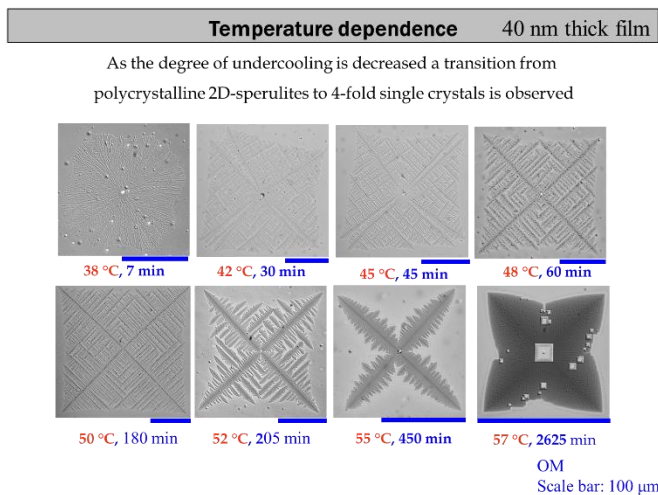 Temperature dependence 40 nm thick film
As the degree of undercooling is decreased a transition from
polycrystalline 2D-sperulites to 4-fold single crystals is observed
38 °C, 7 min
42 °C, 30 min
45 °C, 45 min
48 °C, 60 min
50 °C, 180 min
52 °C, 205 min
55 °C, 450 min
57 °C, 2625 min
OM
Scale bar: 100 μm